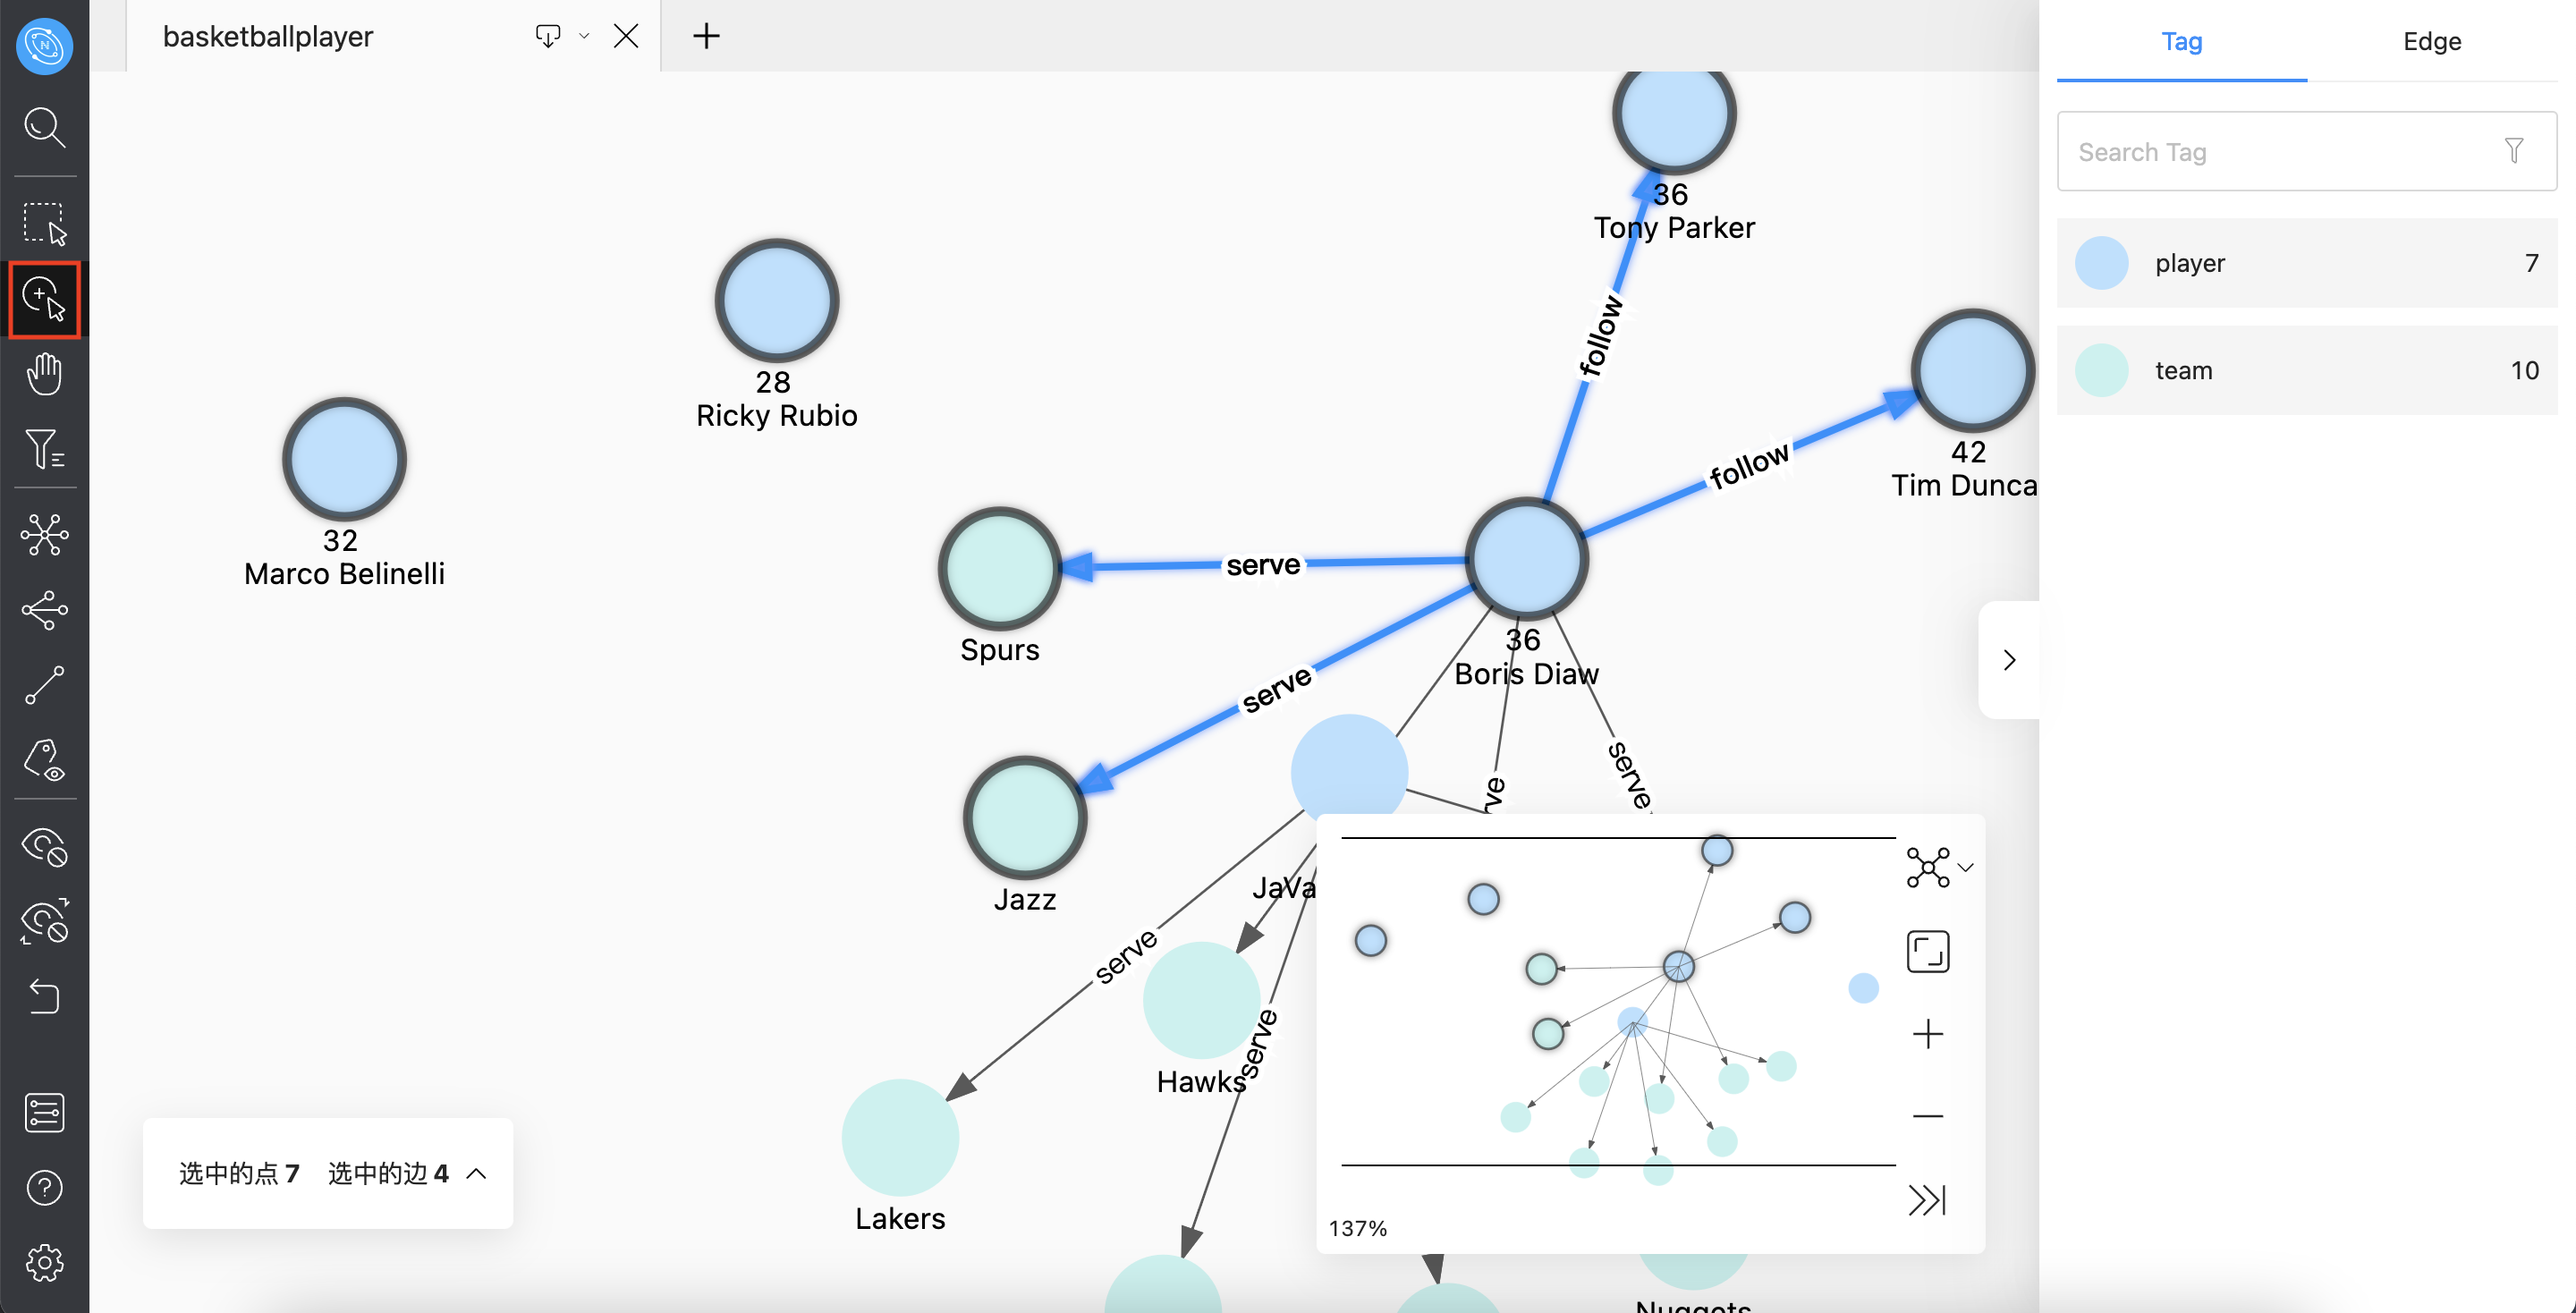 basketballplayer
Tag
Edge
Search Tag
player
7
team
10
36
Tony Parker
28
Ricky Rubio
follow
42
Tim Dunca
follow
32
Marco Belinelli
serve
Spurs
36
Boris Diaw
serve
serve
ve
Jazz
JaVa
serve
Hawks
serve
Lakers
选中的点 7 选中的边 4
137%
Nuggets